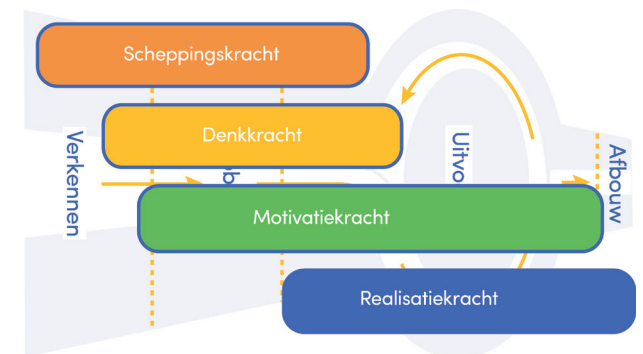 Scheppingskracht
Denkkracht
Verkennen
Uitvo
Afbouw
Motivatiekracht
Realisatiekracht